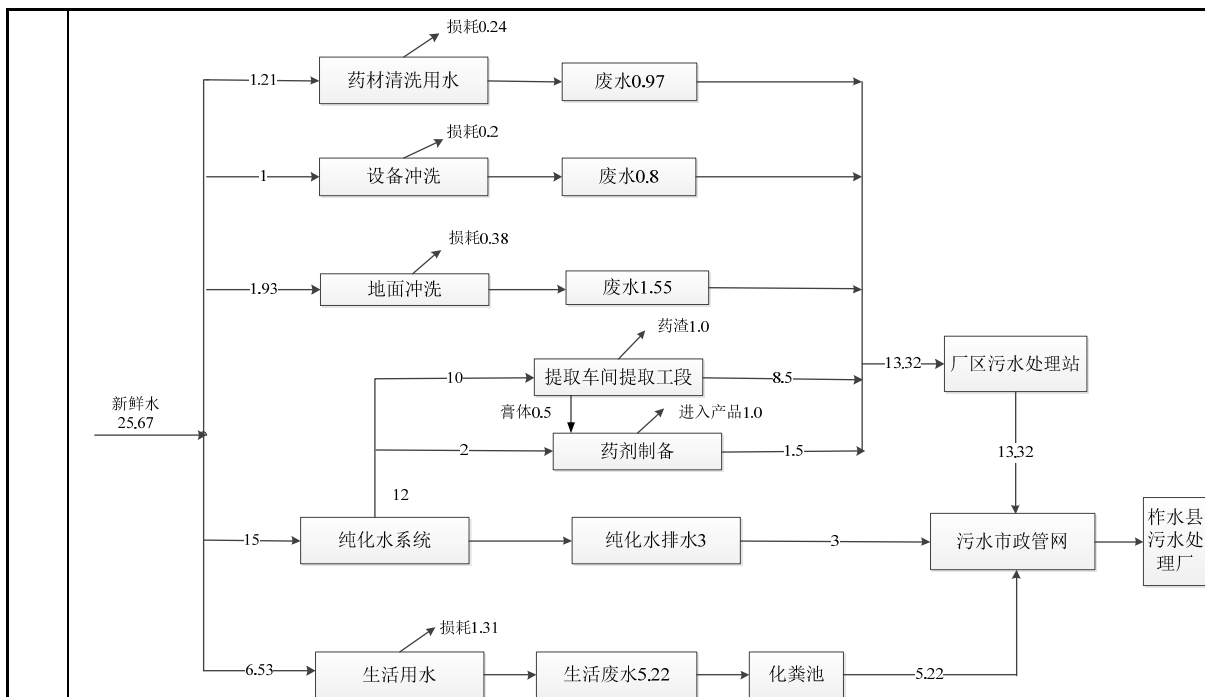 损耗0.24
1.21
药材清洗用水
废水0.97
损耗0.2
1
设备冲洗
废水0.8
损耗0.38
1.93
地面冲洗
废水1.55
药渣1.0
10
提取车间提取工段
8.5
13.32
厂区污水处理站
新鲜水
25.67
膏体0.5
进入产品1.0
2
药剂制备
1.5
13.32
12
15
纯化水系统
纯化水排水3
3
污水市政管网
柞水县
污水处
理厂
损耗1.31
6.53
生活用水
生活废水5.22
化粪池
5.22